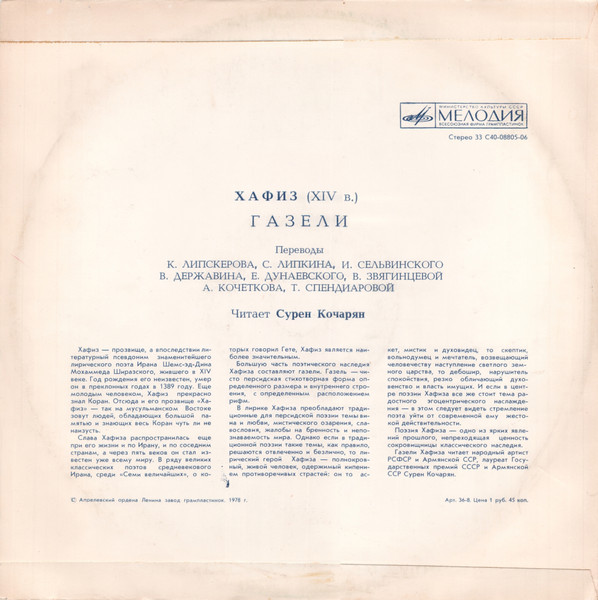 МИНИСТЕРСТВО КУЛЬТУРЫ СССР
МЕЛОДИЯ
ВСЕСОЮЗНАЯ ФИРМА ГРАМПЛАСТИНОК
Стерео 33 С40-08805-06
ХАФИЗ (XIV в.)
ГАЗЕЛИ
Переводы
К. ЛИПСКЕРОВА, С. ЛИПКИНА, И. СЕЛЬВИНСКОГО
В. ДЕРЖАВИНА, Е. ДУНАЕВСКОГО, В. ЗВЯГИНЦЕВОЙ
А. КОЧЕТКОВА, Т. СПЕНДИАРОВОЙ
Читает Сурен Кочарян
Хафиз — прозвище, а впоследствии ли-
тературный псевдоним знаменитейшего
лирического поэта Ирана Шамс-эд-Дина
Мохаммеда Ширазского, жившего в XIV
веке. Год рождения его неизвестен, умер
он в преклонных годах в 1389 году. Еще
молодым человеком, Хафиз прекрасно
знал Коран. Отсюда и его прозвище «Ха-
физ» — так на мусульманском Востоке
зовут людей, обладающих большой па-
мятью и знающих весь Коран чуть ли не
наизусть.
Слава Хафиза распространилась еще
при его жизни и по Ирану, и по соседним
странам, а через пять веков он стал из-
вестен уже всему миру. В ряду великих
классических поэтов средневекового
Ирана, среди «Семи величайших», о ко-
торых говорил Гете, Хафиз является наи-
более значительным.
Большую часть поэтического наследия
Хафиза составляют газели. Газель — чи-
сто персидская стихотворная форма оп-
ределенного размера и внутреннего строе-
ния, с определенным расположением
рифм.
В лирике Хафиза преобладают традици-
онные для персидской поэзии темы ви-
на и любви, мистического озарения, сла-
вословия, жалобы на бренность и непо-
знаваемость мира. Однако если в тради-
ционной поэзии такие темы, как правило,
решаются отвлеченно и безлично, то ли-
рический герой Хафиза — полнокров-
ный, живой человек, одержимый кипени-
ем противоречивых страстей: он то ас-
кет, мистик и духовидец, то скептик,
вольнодумец и мечтатель, возвещающий
человечеству наступление светлого зем-
ного царства, то дебошир, нарушитель
спокойствия, резко обличающий духо-
венство и власть имущих. И если в цент-
ре поэзии Хафиза все же стоит тема ра-
достного эгоцентрического наслажде-
ния — в этом следует видеть стремление
поэта уйти от современной ему жесто-
кой действительности.
Поэзия Хафиза — одно из ярких явле-
ний прошлого, непреходящая ценность
сокровищницы человеческого наследия.
Газели Хафиза читает народный артист
РСФСР и Армянской ССР, лауреат Госу-
дарственных премий СССР и Армянской
ССР Сурен Кочарян.
© Апрелевский ордена Ленина завод грампластинок, 1978 г.
Арт. 36-8. Цена 1 руб. 45 коп.